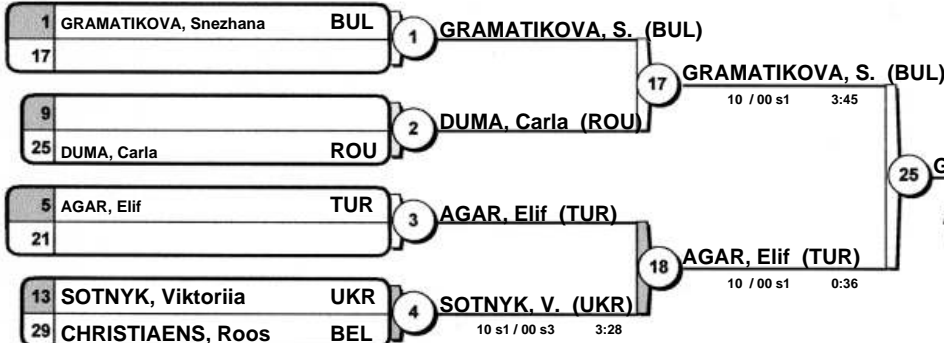 1 GRAMATIKOVA, Snezhana BUL
17
1 GRAMATIKOVA, S. (BUL)
9
25 DUMA, Carla ROU
2 DUMA, Carla (ROU)
17 GRAMATIKOVA, S. (BUL)
10 / 00 s1 3:45
5 AGAR, Elif TUR
21
3 AGAR, Elif (TUR)
13 SOTNYK, Viktoriia UKR
29 CHRISTIAENS, Roos BEL
4 SOTNYK, V. (UKR)
10 s1 / 00 s3 3:28
18 AGAR, Elif (TUR)
10 / 00 s1 0:36
25 G